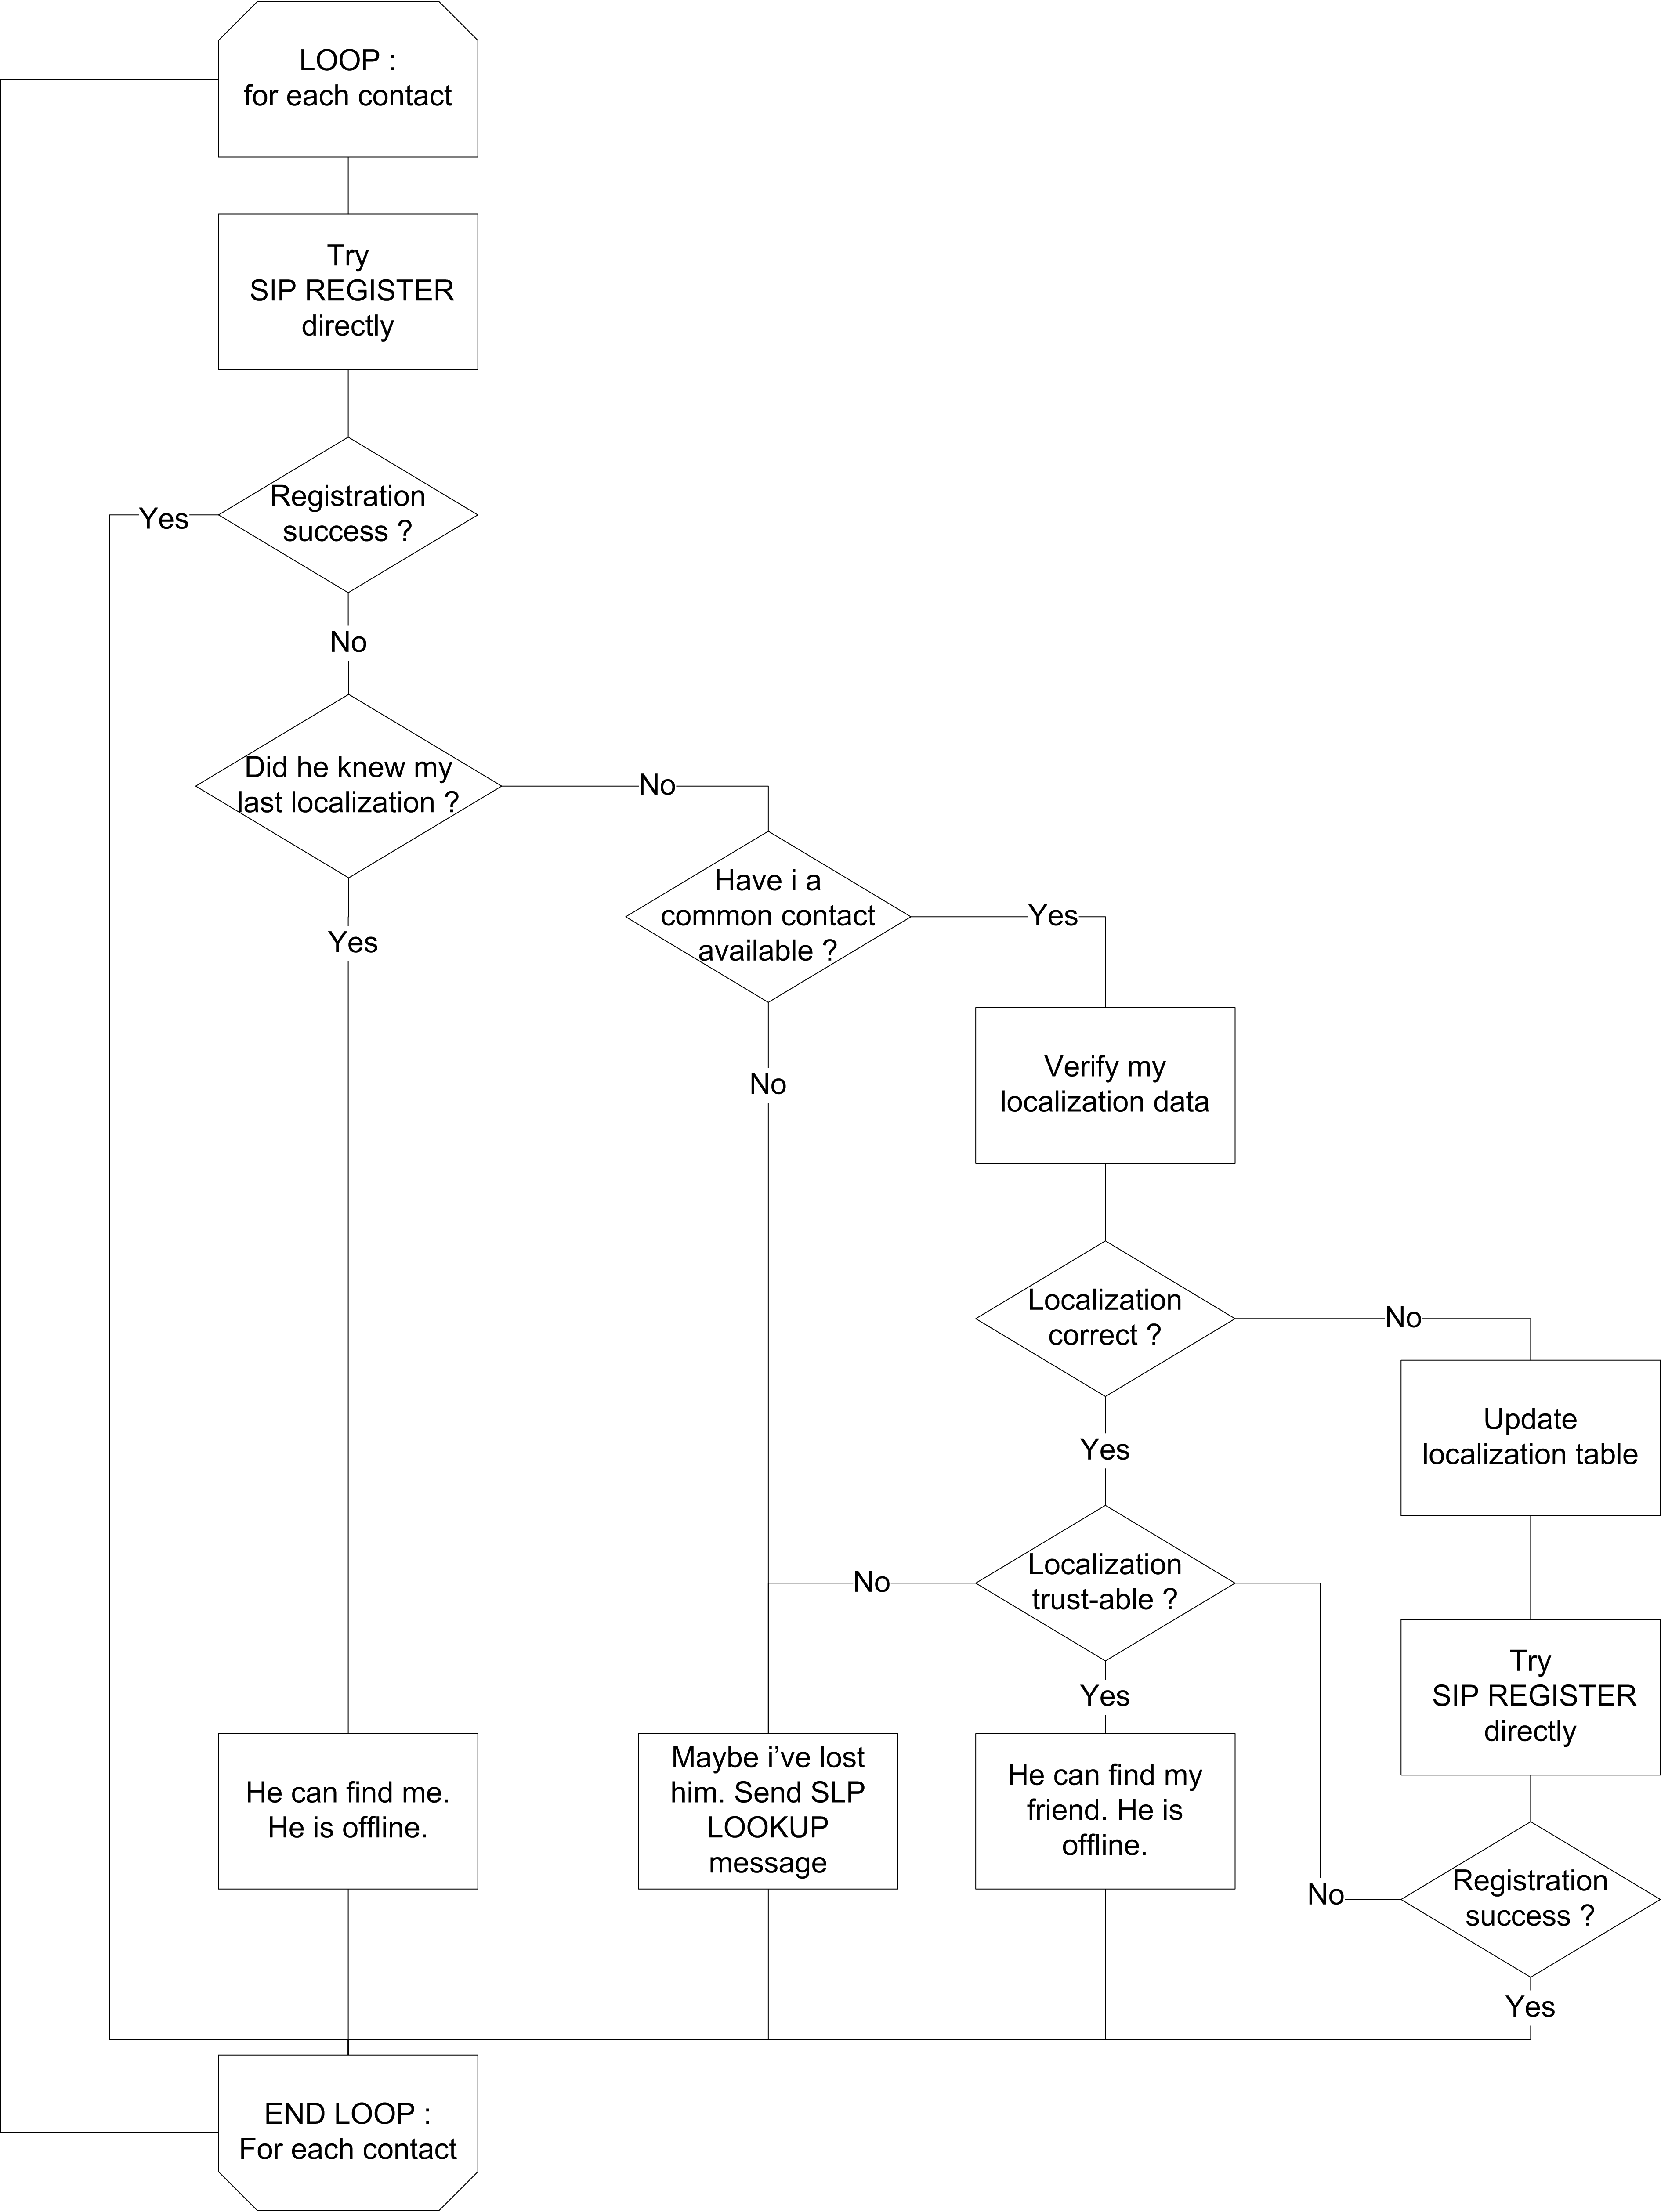 LOOP :
for each contact
Try
SIP REGISTER
directly
Registration
success ?
Yes
No
Did he knew my
last localization ?
No
Yes
Have i a
common contact
available ?
Yes
No
Verify my
localization data
Localization
correct ?
No
Yes
Update
localization table
Localization
trust-able ?
No
Yes
Try
SIP REGISTER
directly
He can find me.
He is offline.
Maybe i've lost
him. Send SLP
LOOKUP
message
He can find my
friend. He is
offline.
Registration
success ?
No
Yes
END LOOP :
For each contact